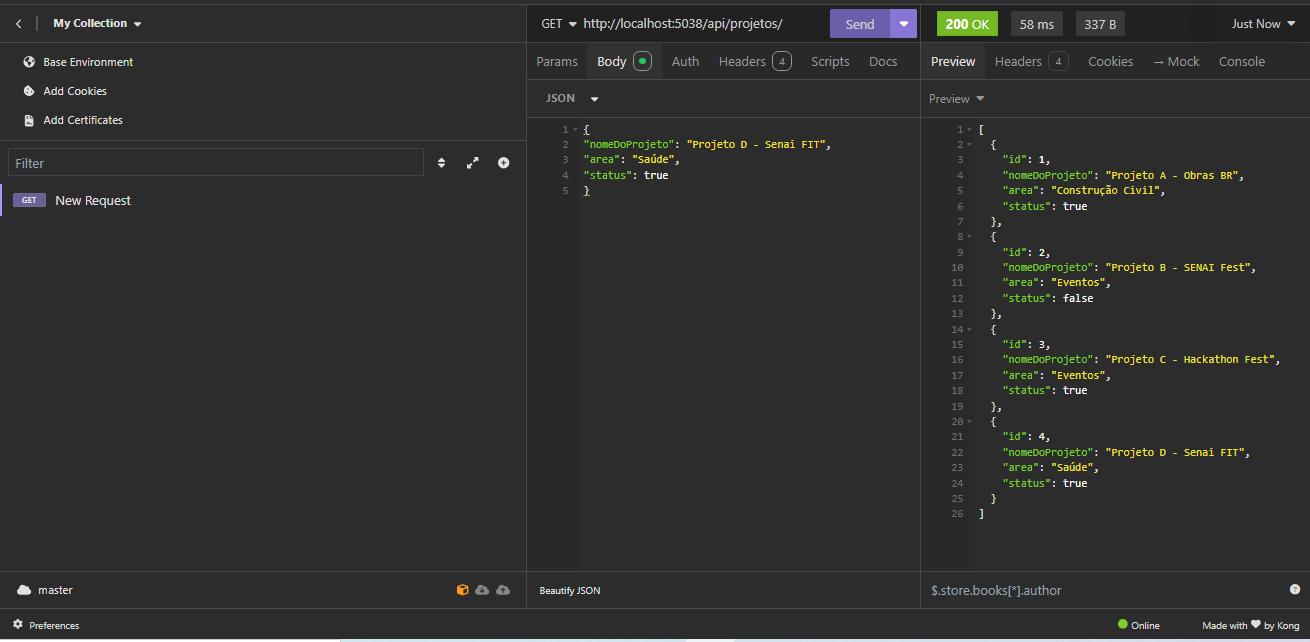 My Collection
Base Environment
Add Cookies
Add Certificates
Filter
GET New Request
master
Preferences
GET http://localhost:5038/api/projetos/ Send
Params Body Auth Headers 4 Scripts Docs
JSON
1 {
2 "nomeDoProjeto": "Projeto D - Senai FIT",
3 "area": "Saúde",
4 "status": true
5 }
Beautify JSON
200 OK 58 ms 337 B Just Now
Preview Headers 4 Cookies → Mock Console
Preview
1 [
2 {
3 "id": 1,
4 "nomeDoProjeto": "Projeto A - Obras BR",
5 "area": "Construção Civil",
6 "status": true
7 },
8 {
9 "id": 2,
10 "nomeDoProjeto": "Projeto B - SENAI Fest",
11 "area": "Eventos",
12 "status": false
13 },
14 {
15 "id": 3,
16 "nomeDoProjeto": "Projeto C - Hackathon Fest",
17 "area": "Eventos",
18 "status": true
19 },
20 {
21 "id": 4,
22 "nomeDoProjeto": "Projeto D - Senai FIT",
23 "area": "Saúde",
24 "status": true
25 }
26 ]
$.store.books[*].author
Online Made with ♥ by Kong